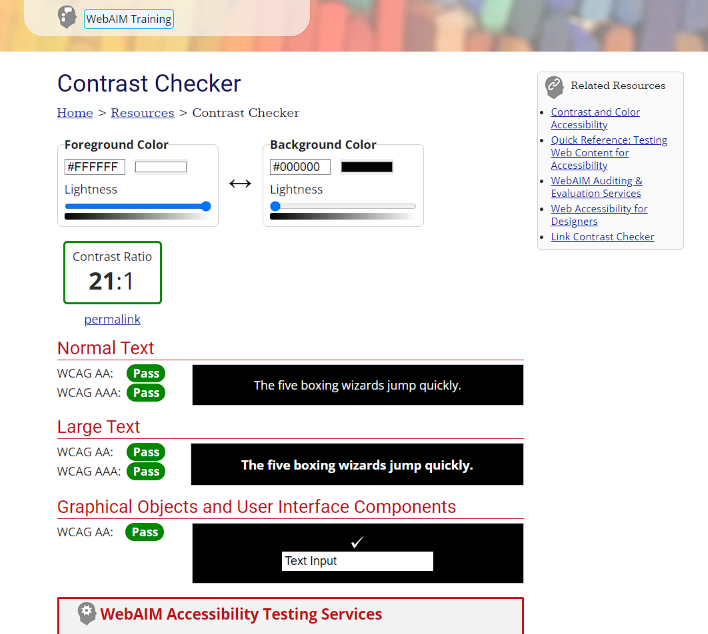 WebAIM Training
Contrast Checker
Home > Resources > Contrast Checker
Foreground Color
#FFFFFF
Lightness
Background Color
#000000
Lightness
Contrast Ratio
21:1
permalink
Normal Text
WCAG AA: Pass
WCAG AAA: Pass
The five boxing wizards jump quickly.
Large Text
WCAG AA: Pass
WCAG AAA: Pass
The five boxing wizards jump quickly.
Graphical Objects and User Interface Components
WCAG AA: Pass
Text Input
WebAIM Accessibility Testing Services
Related Resources
Contrast and Color
Accessibility
Quick Reference: Testing
Web Content for
Accessibility
WebAIM Auditing &
Evaluation Services
Web Accessibility for
Designers
Link Contrast Checker